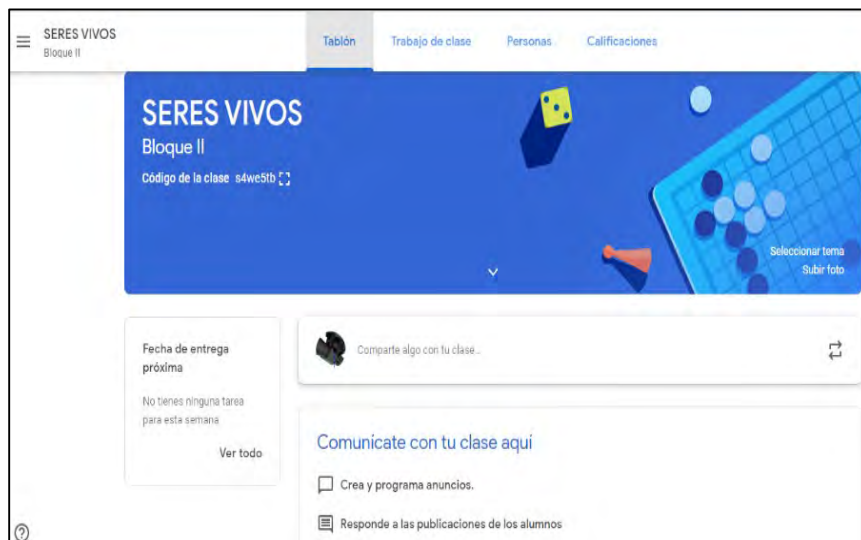 SERES VIVOS
Bloque II
Tablón
Trabajo de clase
Personas
Calificaciones
SERES VIVOS
Bloque II
Código de la clase s4we5tb
Seleccionar tema
Subir foto
Fecha de entrega
próxima
No tienes ninguna tarea
para esta semana
Ver todo
Comparte algo con tu clase...
Comunícate con tu clase aquí
Crea y programa anuncios.
Responde a las publicaciones de los alumnos